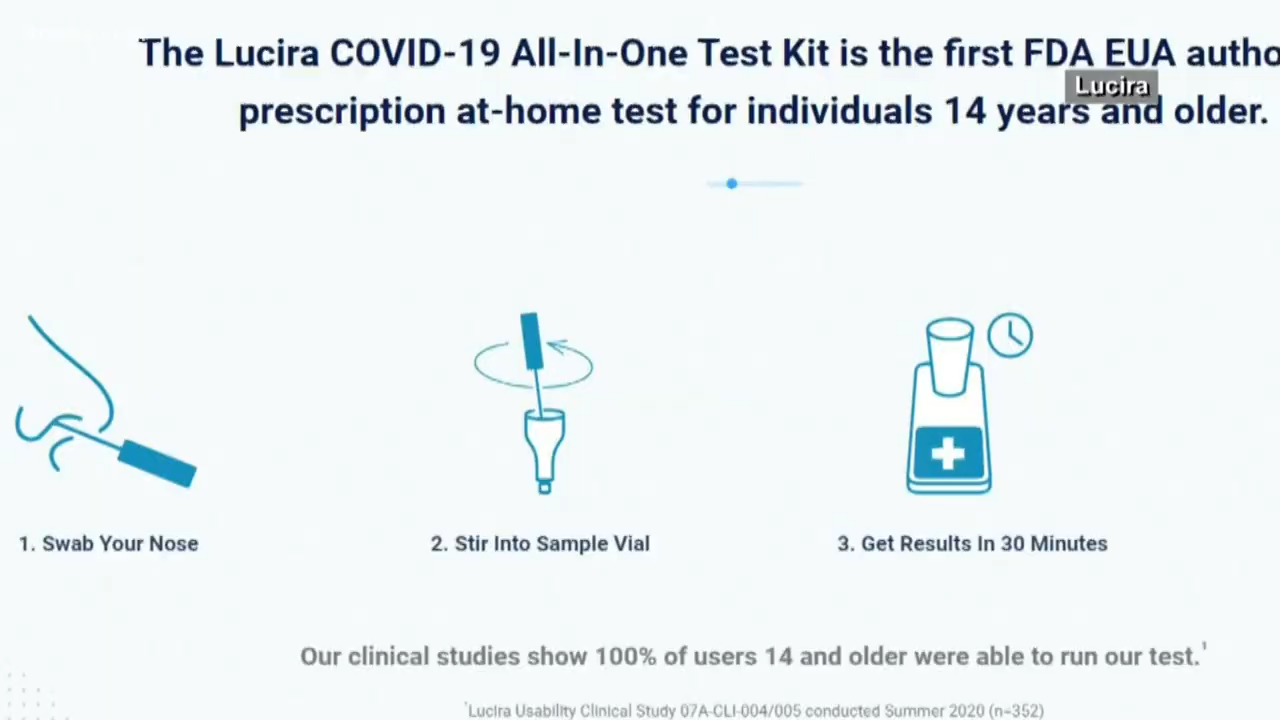 The Lucira COVID-19 All-In-One Test Kit is the first FDA EUA autho
Lucira
prescription at-home test for individuals 14 years and older.
1. Swab Your Nose
2. Stir Into Sample Vial
3. Get Results In 30 Minutes
Our clinical studies show 100% of users 14 and older were able to run our test.¹
¹Lucira Usability Clinical Study 07A-CLI-004/005 conducted Summer 2020 (n=352)